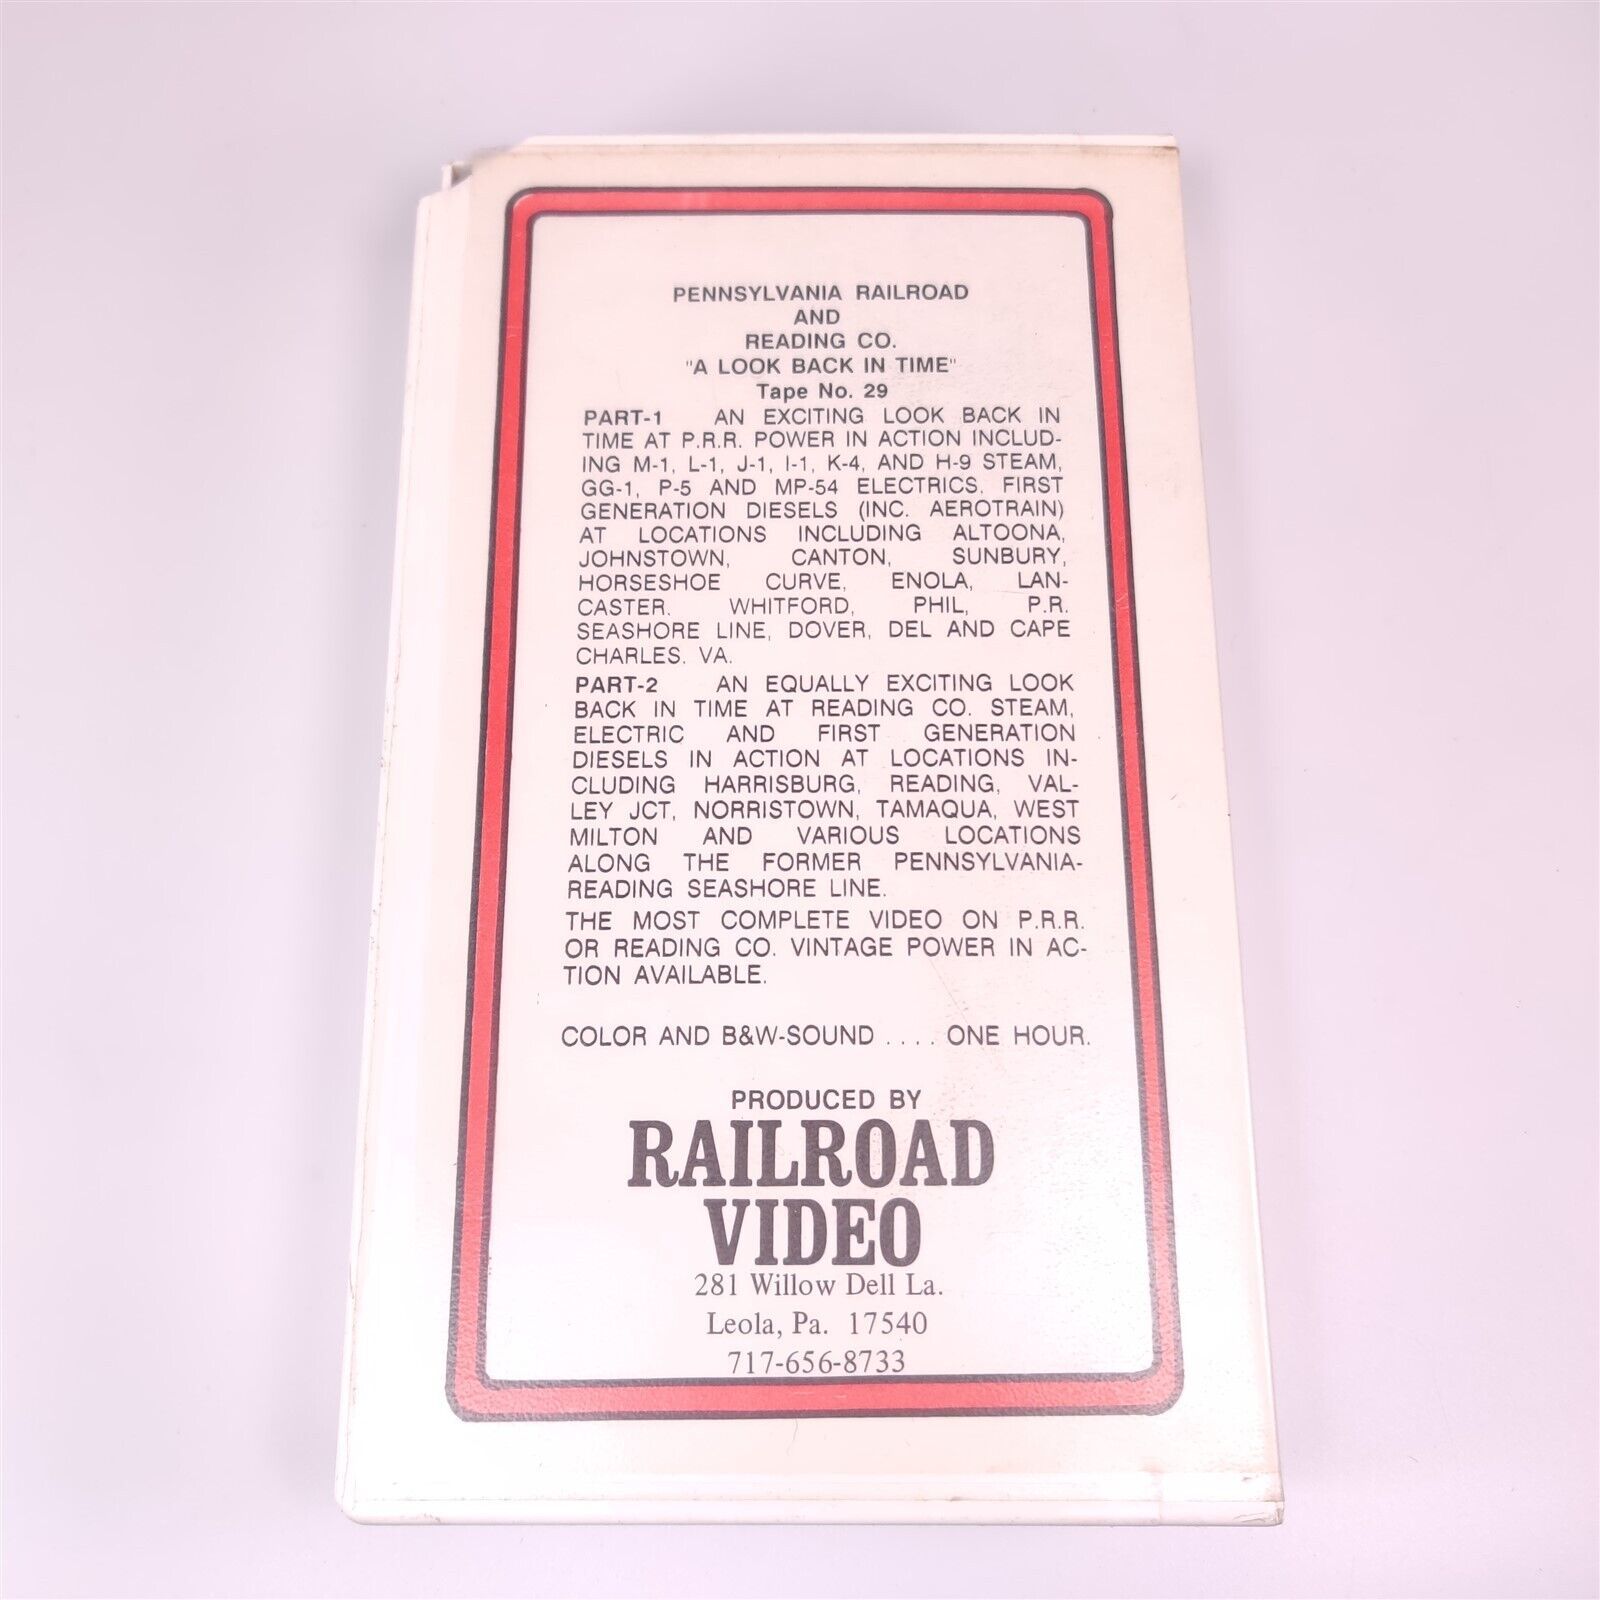 PENNSYLVANIA RAILROAD
AND
READING CO.
"A LOOK BACK IN TIME"
Tape No. 29
PART-1 AN EXCITING LOOK BACK IN
TIME AT P.R.R. POWER IN ACTION INCLUD-
ING M-1, L-1, J-1, I-1, K-4, AND H-9 STEAM,
GG-1, P-5 AND MP-54 ELECTRICS, FIRST
GENERATION DIESELS (INC. AEROTRAIN)
AT LOCATIONS INCLUDING ALTOONA,
JOHNSTOWN, CANTON, SUNBURY,
HORSESHOE CURVE, ENOLA, LAN-
CASTER. WHITFORD, PHIL, P.R.
SEASHORE LINE, DOVER, DEL AND CAPE
CHARLES. VA.
PART-2 AN EQUALLY EXCITING LOOK
BACK IN TIME AT READING CO. STEAM,
ELECTRIC AND FIRST GENERATION
DIESELS IN ACTION AT LOCATIONS IN-
CLUDING HARRISBURG, READING, VAL-
LEY JCT, NORRISTOWN, TAMAQUA, WEST
MILTON AND VARIOUS LOCATIONS
ALONG THE FORMER PENNSYLVANIA-
READING SEASHORE LINE.
THE MOST COMPLETE VIDEO ON P.R.R.
OR READING CO. VINTAGE POWER IN AC-
TION AVAILABLE.
COLOR AND B&W-SOUND .... ONE HOUR.
PRODUCED BY
RAILROAD
VIDEO
281 Willow Dell La.
Leola, Pa. 17540
717-656-8733